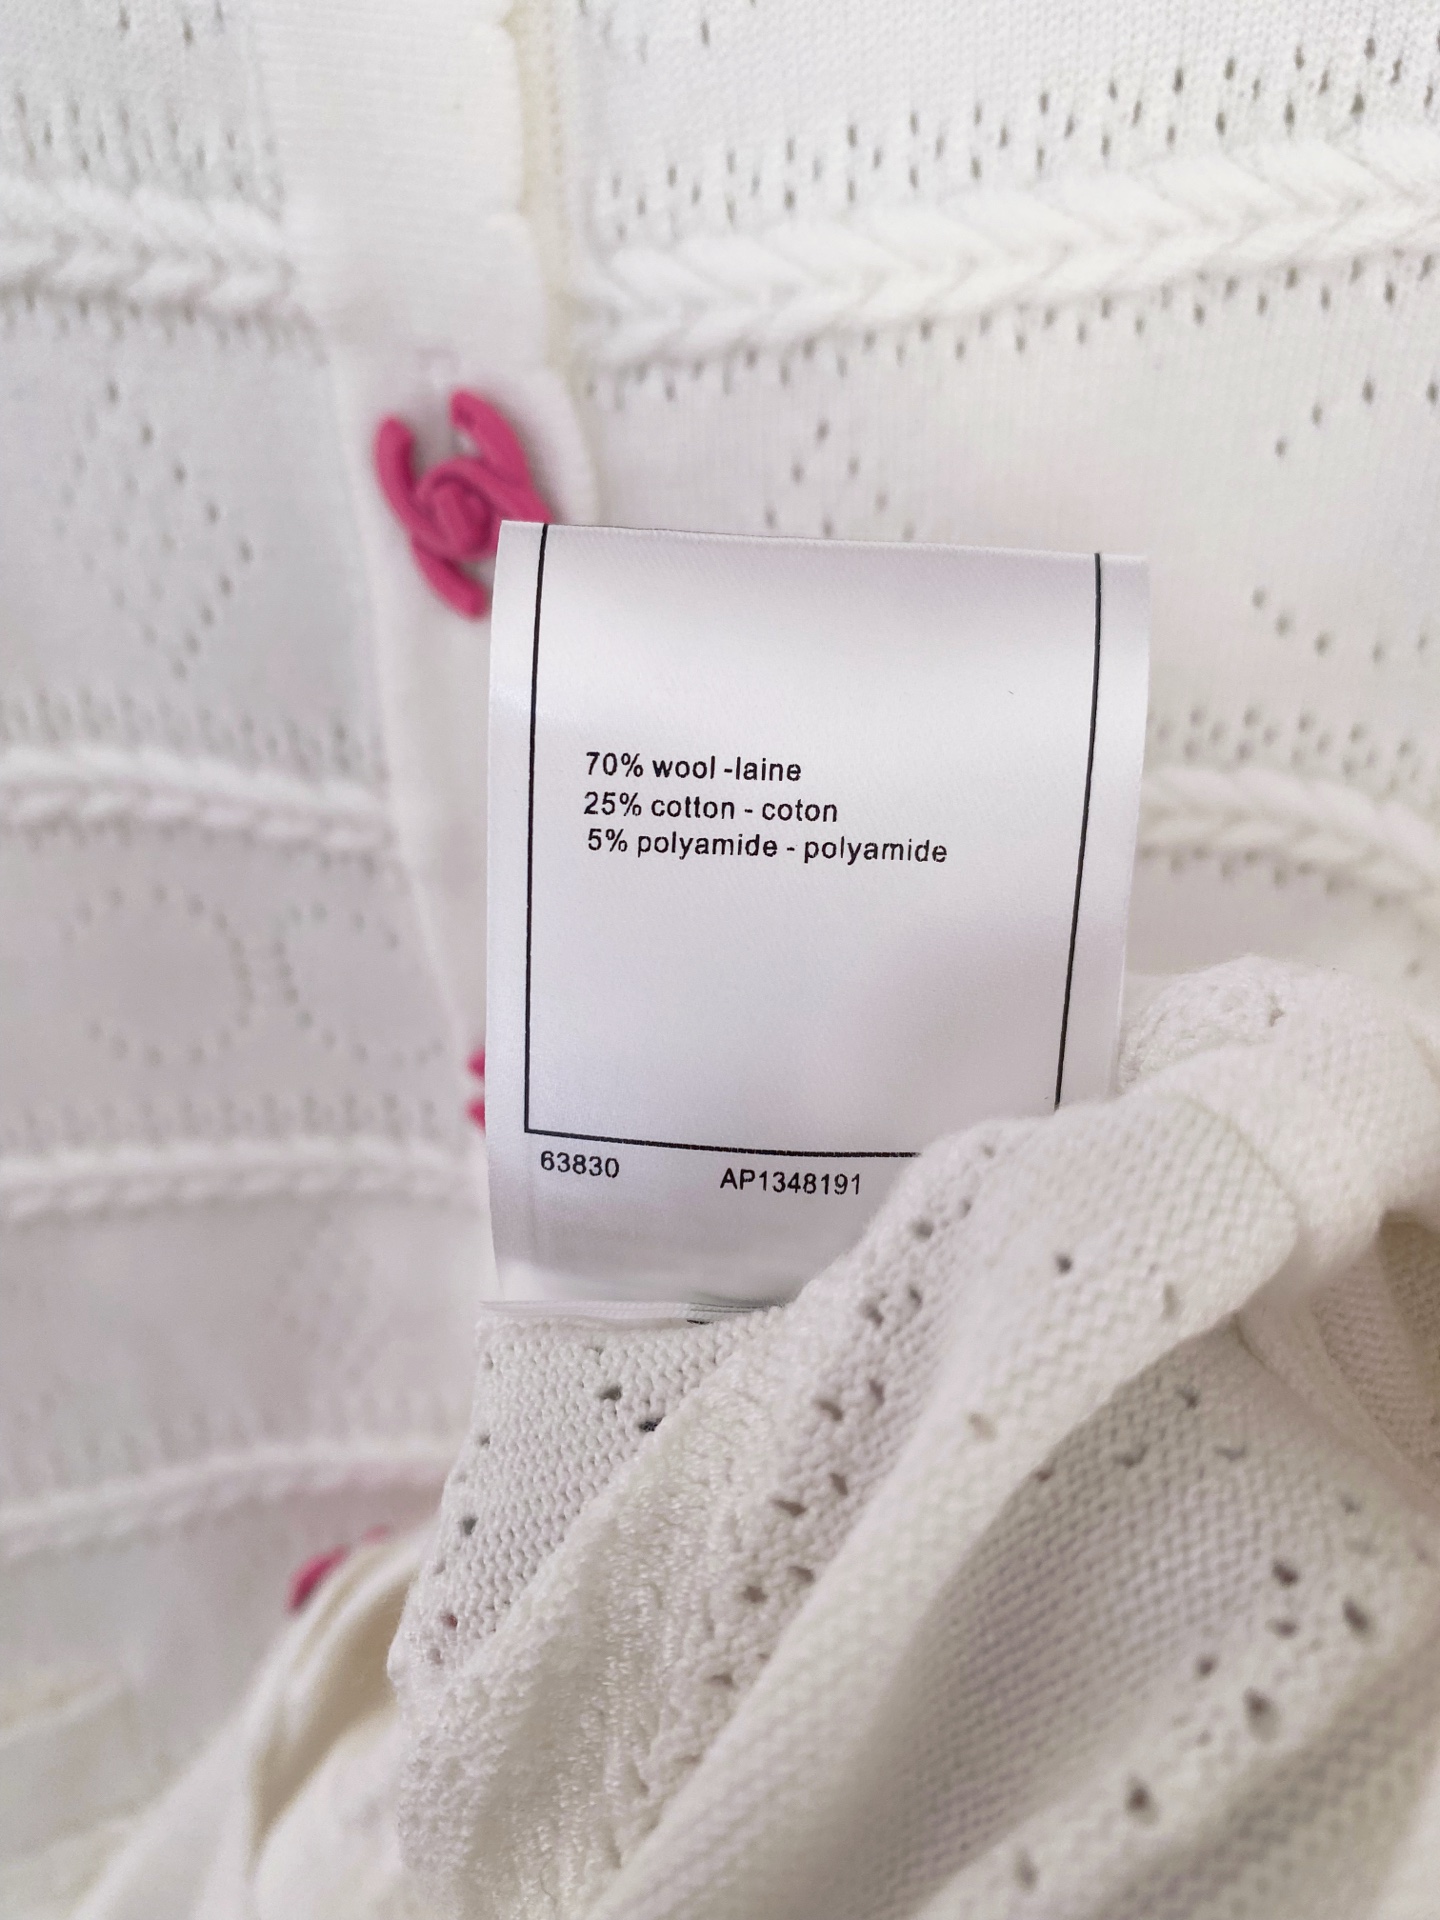 70% wool -laine
25% cotton - coton
5% polyamide - polyamide
63830 AP1348191